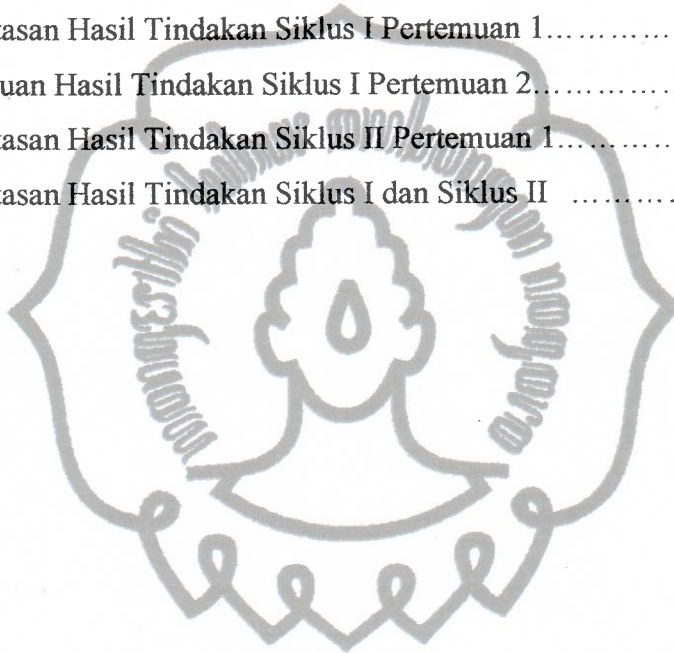 tasan Hasil Tindakan Siklus I Pertemuan 1……………
uan Hasil Tindakan Siklus I Pertemuan 2……………
tasan Hasil Tindakan Siklus II Pertemuan 1……………
tasan Hasil Tindakan Siklus I dan Siklus II …………